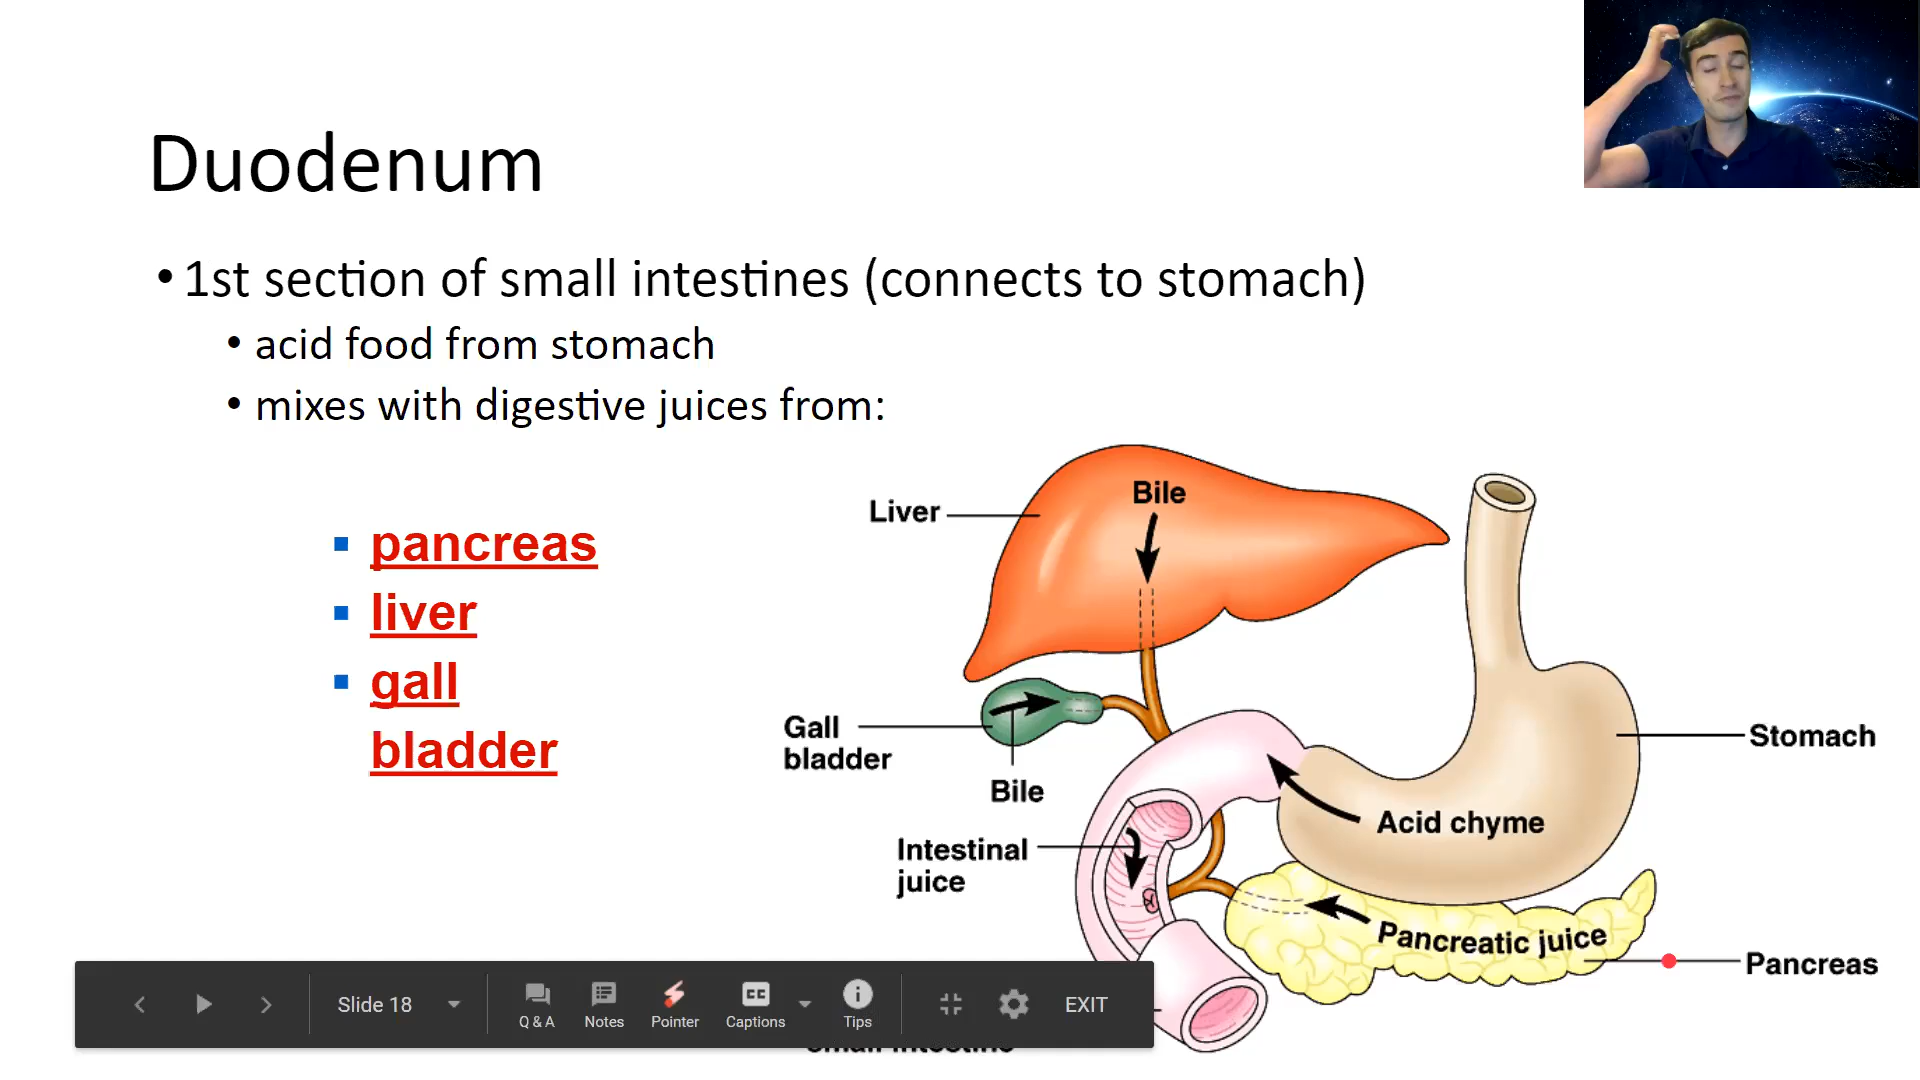 Duodenum
• 1st section of small intestines (connects to stomach)
• acid food from stomach
• mixes with digestive juices from:
pancreas
liver
gall
bladder
Bile
Liver
Gall
bladder
Bile
Stomach
Acid chyme
Intestinal
juice
Pancreatic juice
Pancreas
Slide 18
Q & A
Notes
Pointer
CC
Captions
Tips
EXIT
small intestine